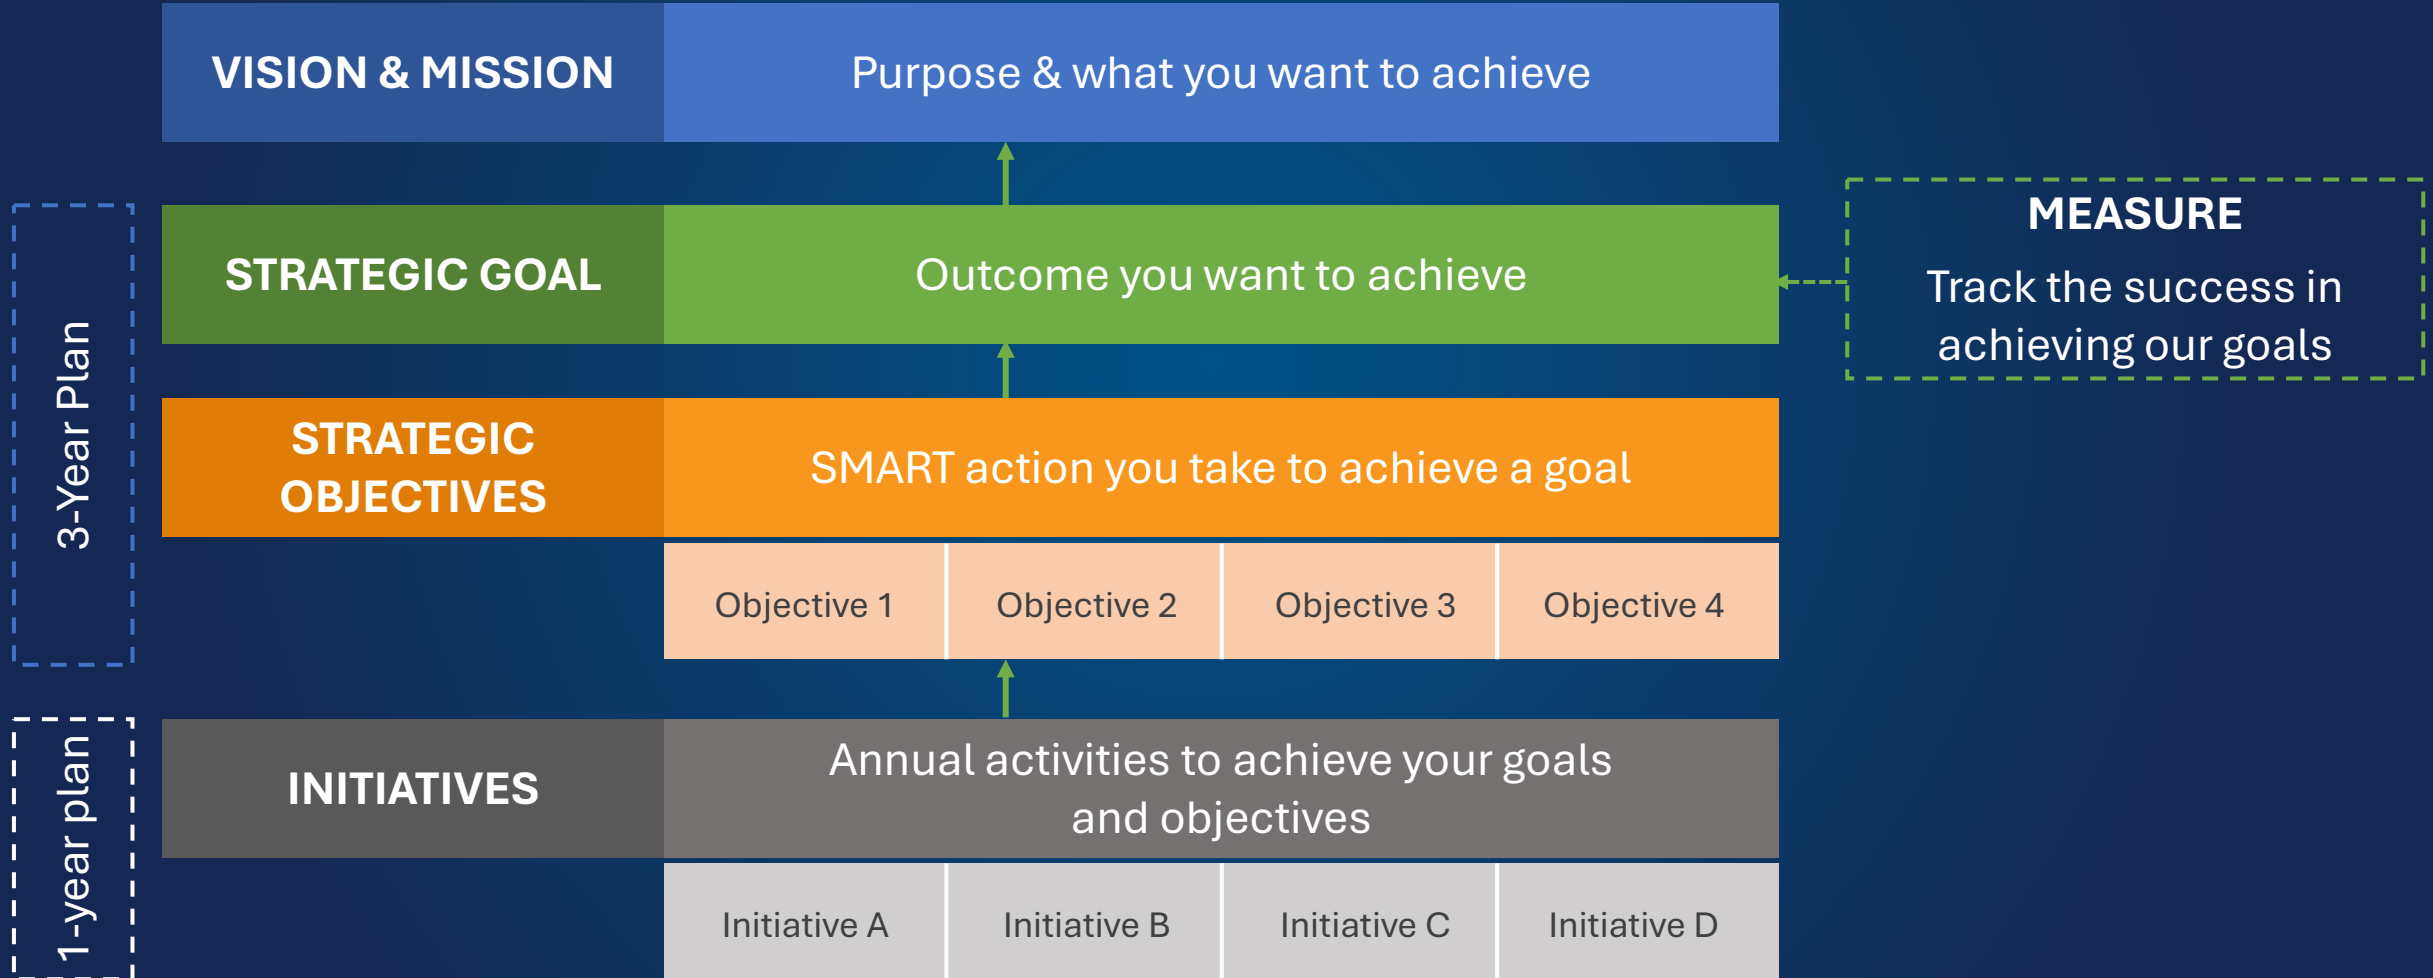 VISION & MISSION
Purpose & what you want to achieve
3-Year Plan
STRATEGIC GOAL
Outcome you want to achieve
MEASURE
Track the success in
achieving our goals
STRATEGIC
OBJECTIVES
SMART action you take to achieve a goal
Objective 1
Objective 2
Objective 3
Objective 4
1-year plan
INITIATIVES
Annual activities to achieve your goals
and objectives
Initiative A
Initiative B
Initiative C
Initiative D